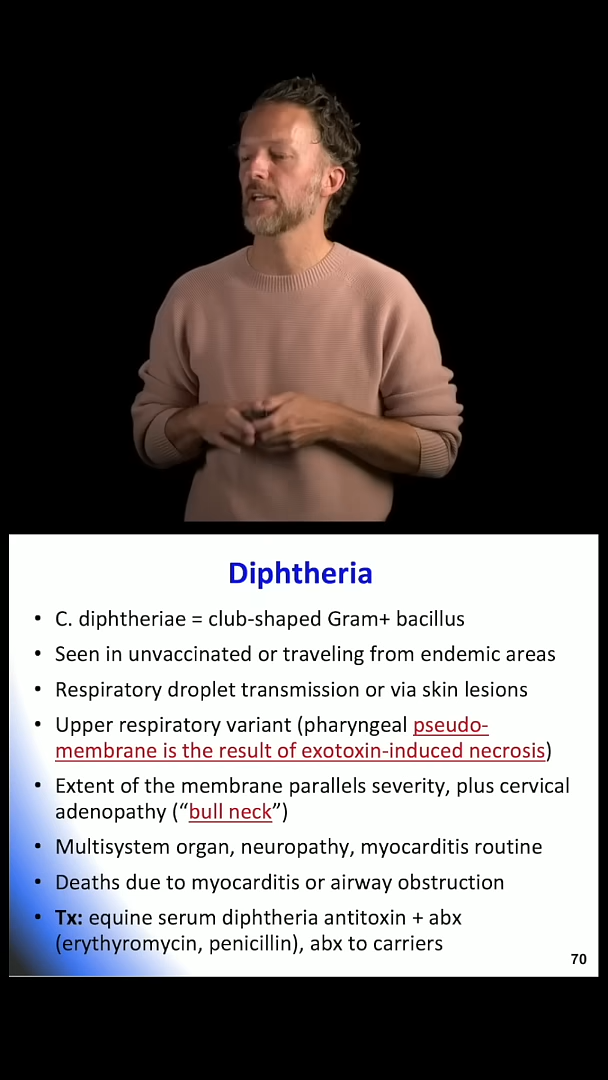 Diphtheria
• C. diphtheriae = club-shaped Gram+ bacillus
• Seen in unvaccinated or traveling from endemic areas
• Respiratory droplet transmission or via skin lesions
• Upper respiratory variant (pharyngeal pseudo-
membrane is the result of exotoxin-induced necrosis)
• Extent of the membrane parallels severity, plus cervical
adenopathy (“bull neck”)
• Multisystem organ, neuropathy, myocarditis routine
• Deaths due to myocarditis or airway obstruction
• Tx: equine serum diphtheria antitoxin + abx
(erythyromycin, penicillin), abx to carriers
70